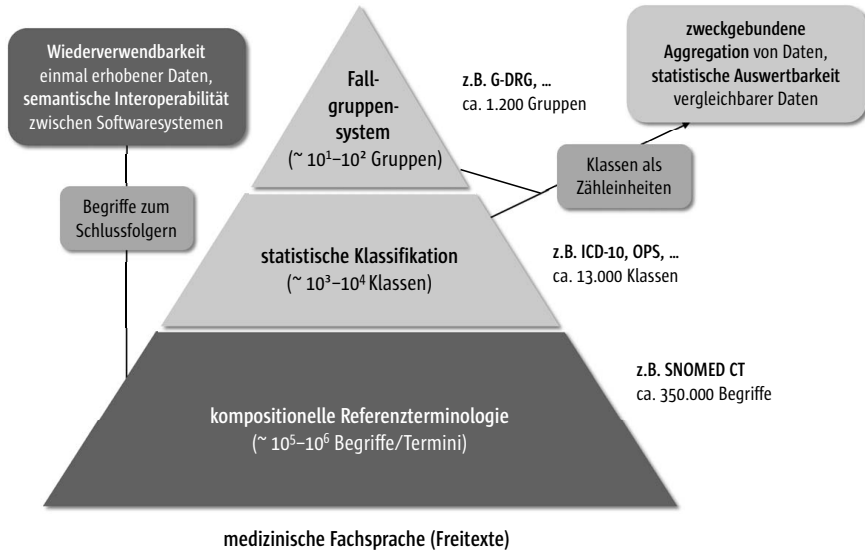 Wiederverwendbarkeit
einmal erhobener Daten,
semantische Interoperabilität
zwischen Softwaresystemen
Begriffe zum
Schlussfolgern
Fall-
gruppen-
system
(~ 10¹–10² Gruppen)
z.B. G-DRG, ...
ca. 1.200 Gruppen
zweckgebundene
Aggregation von Daten,
statistische Auswertbarkeit
vergleichbarer Daten
Klassen als
Zähleinheiten
statistische Klassifikation
(~ 10³–10⁴ Klassen)
z.B. ICD-10, OPS, ...
ca. 13.000 Klassen
kompositionelle Referenzterminologie
(~ 10⁵–10⁶ Begriffe/Termini)
z.B. SNOMED CT
ca. 350.000 Begriffe
medizinische Fachsprache (Freitexte)